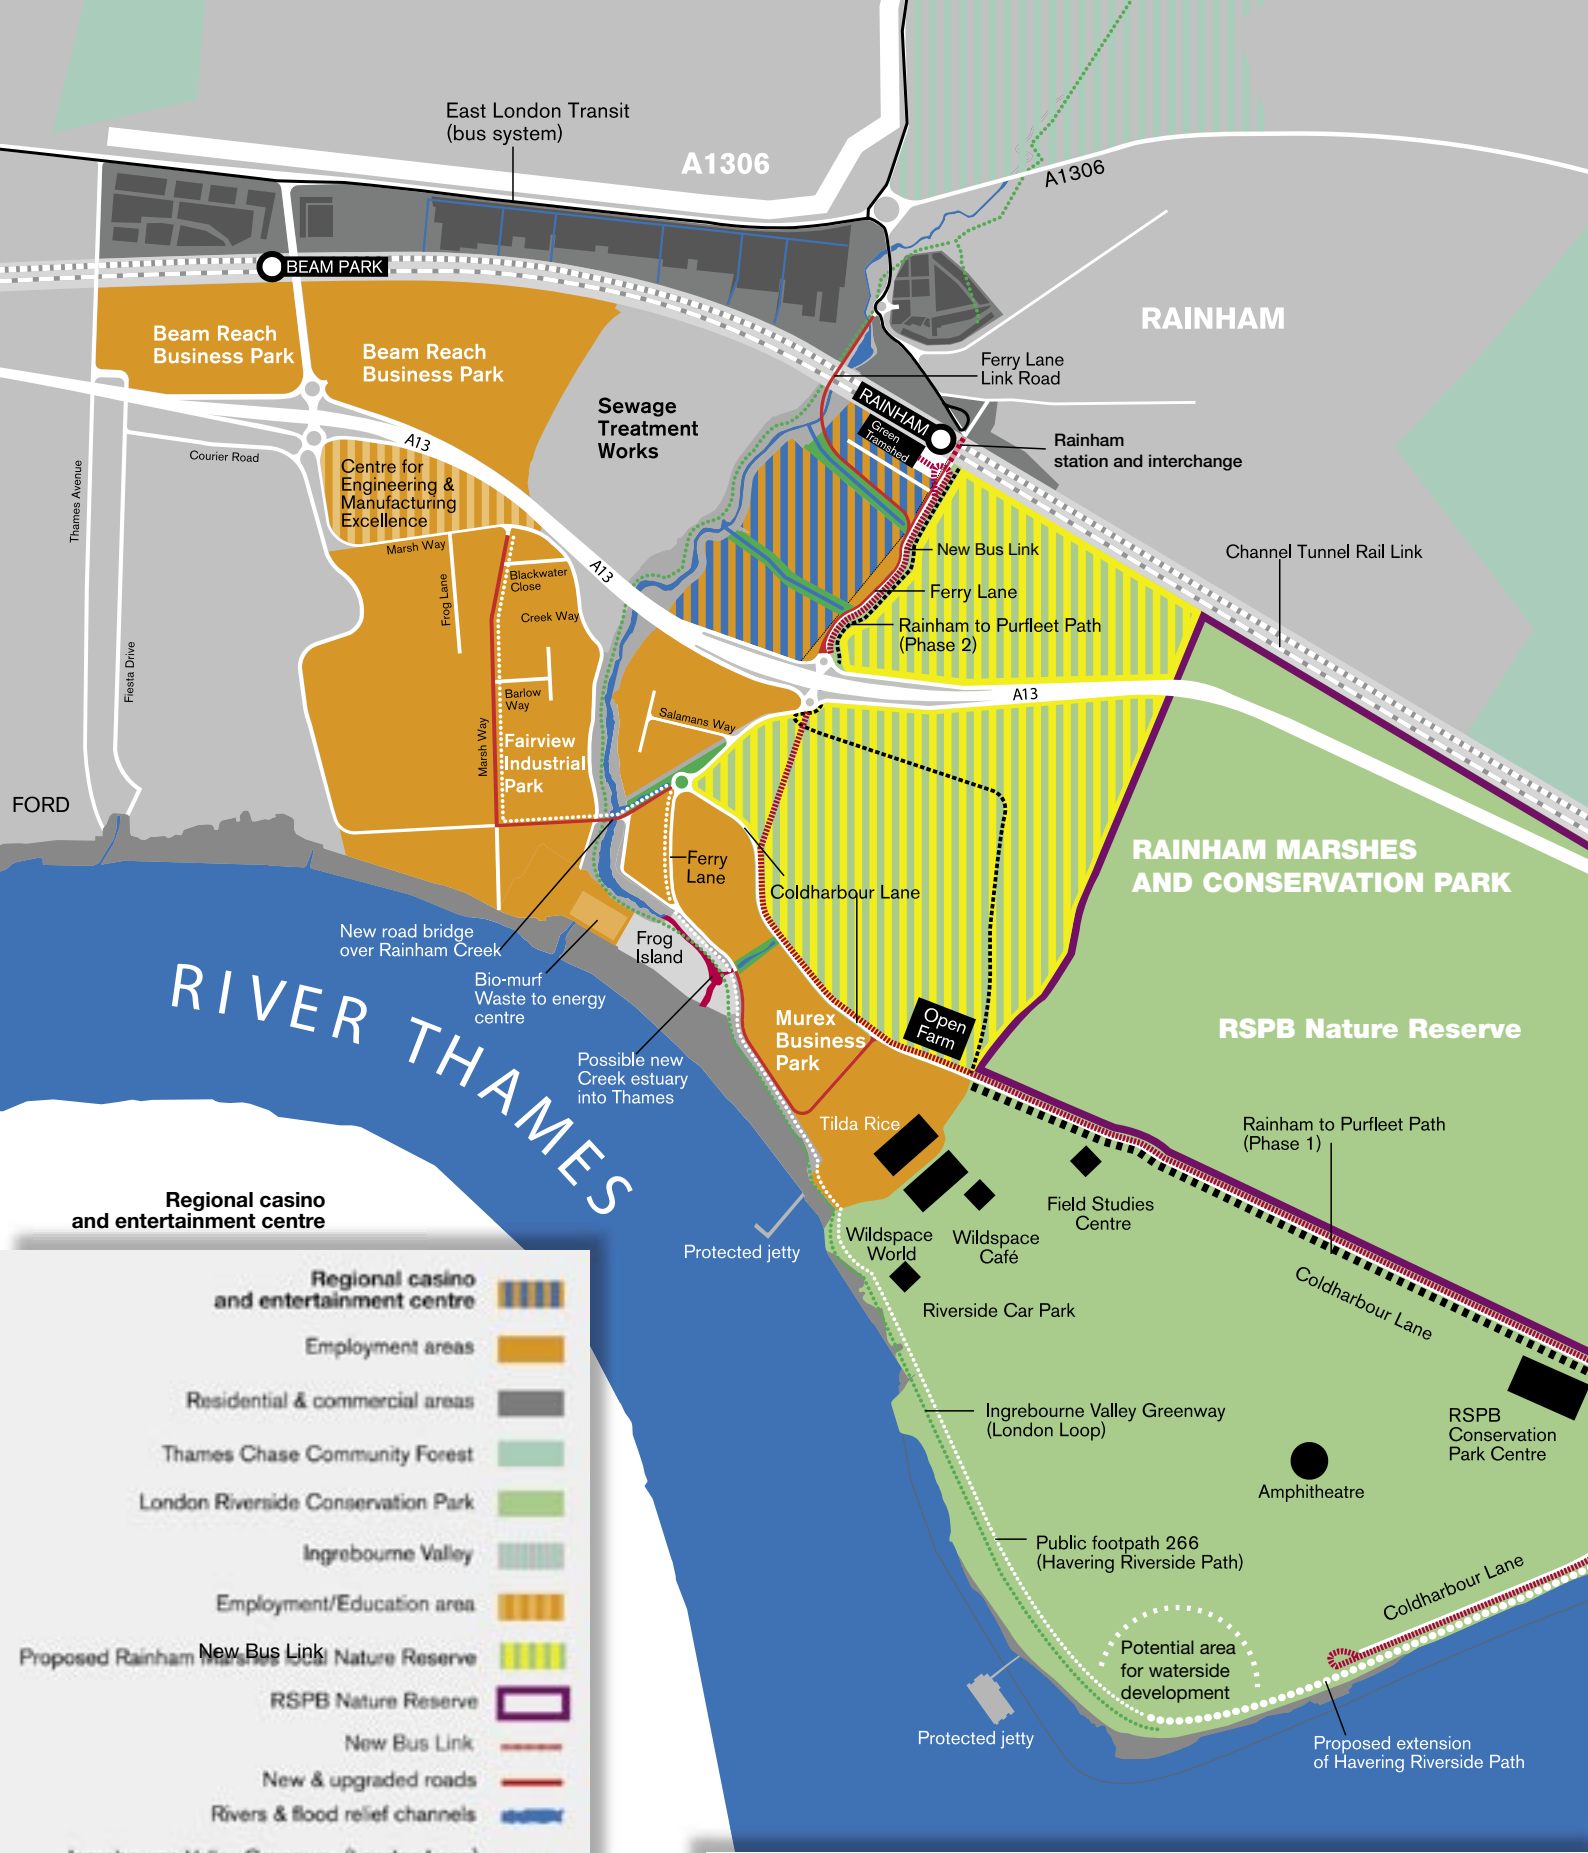 East London Transit
(bus system)
A1306
A1306
BEAM PARK
RAINHAM
Beam Reach
Business Park
Beam Reach
Business Park
Ferry Lane
Link Road
RAINHAM
Green
Tramshed
Sewage
Treatment
Works
Rainham
station and interchange
A13
Courier Road
Centre for
Engineering &
Manufacturing
Excellence
Thames Avenue
Marsh Way
New Bus Link
Channel Tunnel Rail Link
A13
Blackwater
Close
Frog Lane
Ferry Lane
Creek Way
Rainham to Purfleet Path
(Phase 2)
Fiesta Drive
Barlow
Way
A13
Salamans Way
Marsh Way
Fairview
Industrial
Park
FORD
RAINHAM MARSHES
AND CONSERVATION PARK
Ferry
Lane
Coldharbour Lane
New road bridge
over Rainham Creek
Frog
Island
Bio-murf
Waste to energy
centre
RIVER THAMES
Murex
Business
Park
Open
Farm
RSPB Nature Reserve
Possible new
Creek estuary
into Thames
Tilda Rice
Rainham to Purfleet Path
(Phase 1)
Regional casino
and entertainment centre
Field Studies
Centre
Protected jetty
Wildspace
World
Wildspace
Café
Coldharbour Lane
Riverside Car Park
Regional casino
and entertainment centre
Employment areas
Residential & commercial areas
Thames Chase Community Forest
London Riverside Conservation Park
Ingrebourne Valley
Employment/Education area
New Bus Link
Proposed Rainham Marshes local Nature Reserve
RSPB Nature Reserve
New Bus Link
New & upgraded roads
Rivers & flood relief channels
Ingrebourne Valley Greenway
(London Loop)
RSPB
Conservation
Park Centre
Amphitheatre
Public footpath 266
(Havering Riverside Path)
Coldharbour Lane
Potential area
for waterside
development
Protected jetty
Proposed extension
of Havering Riverside Path